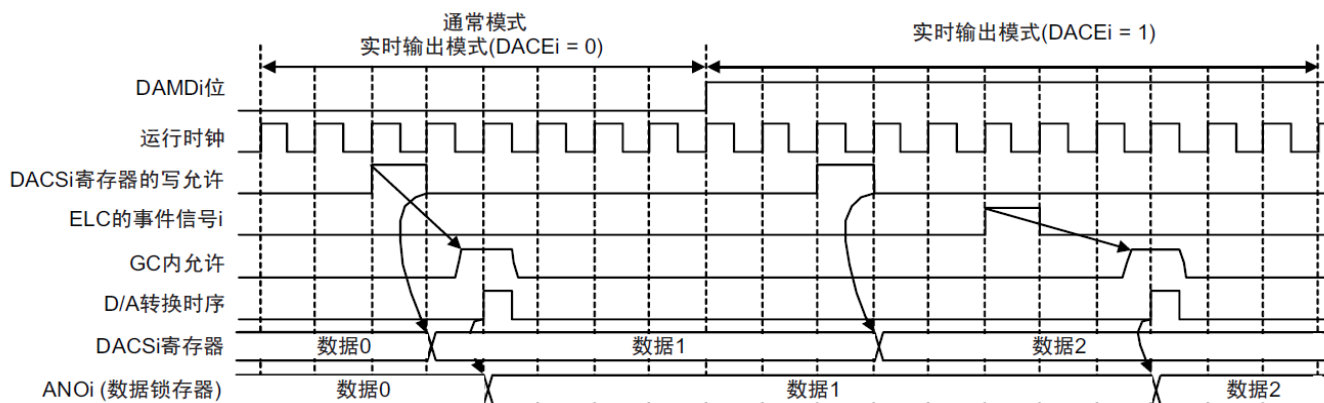 通常模式
实时输出模式(DACEi = 0)
实时输出模式(DACEi = 1)
DAMDi位
运行时钟
DACSi寄存器的写允许
ELC的事件信号i
GC内允许
D/A转换时序
DACSi寄存器
数据0
数据1
数据2
ANOi (数据锁存器)
数据0
数据1
数据2